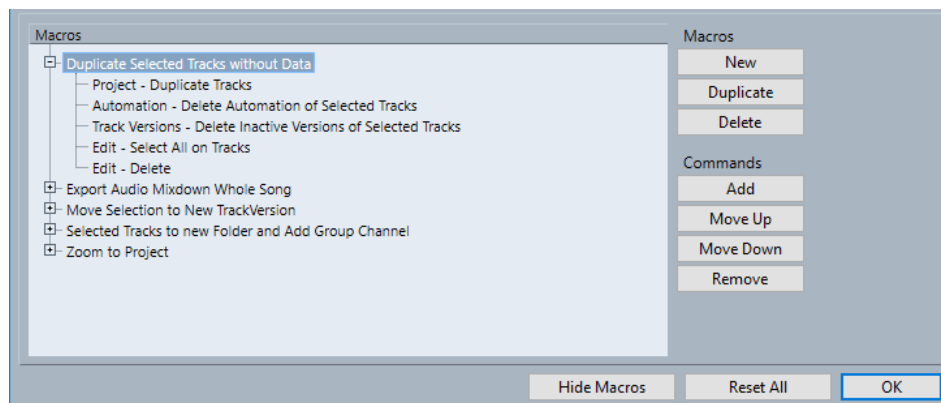 Macros
Duplicate Selected Tracks without Data
Project - Duplicate Tracks
Automation - Delete Automation of Selected Tracks
Track Versions - Delete Inactive Versions of Selected Tracks
Edit - Select All on Tracks
Edit - Delete
Export Audio Mixdown Whole Song
Move Selection to New TrackVersion
Selected Tracks to new Folder and Add Group Channel
Zoom to Project
Macros
New
Duplicate
Delete
Commands
Add
Move Up
Move Down
Remove
Hide Macros
Reset All
OK